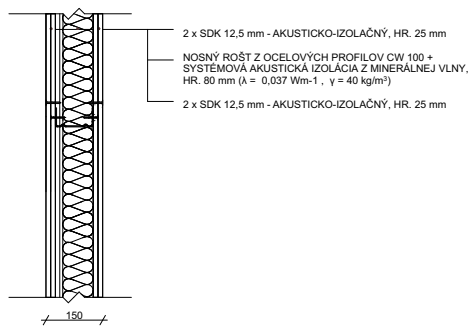 2 x SDK 12,5 mm - AKUSTICKO-IZOLAČNÝ, HR. 25 mm
NOSNÝ ROŠT Z OCELOVÝCH PROFILOV CW 100 +
SYSTÉMOVÁ AKUSTICKÁ IZOLÁCIA Z MINERÁLNEJ VLNY,
HR. 80 mm (λ = 0,037 Wm-1 , γ = 40 kg/m³)
2 x SDK 12,5 mm - AKUSTICKO-IZOLAČNÝ, HR. 25 mm
150